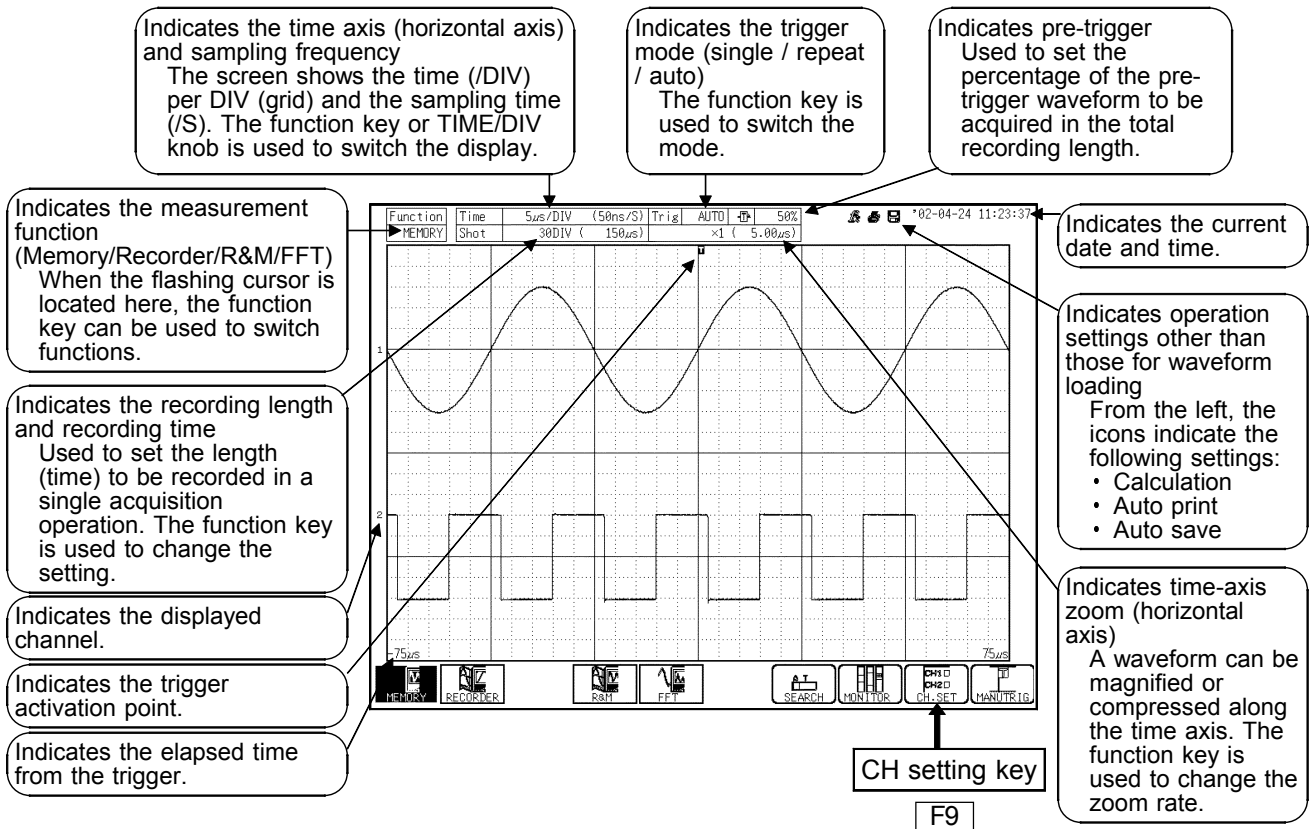 Indicates the time axis (horizontal axis)
and sampling frequency
The screen shows the time (/DIV)
per DIV (grid) and the sampling time
(/S). The function key or TIME/DIV
knob is used to switch the display.
Indicates the trigger
mode (single / repeat
/ auto)
The function key is
used to switch the
mode.
Indicates pre-trigger
Used to set the
percentage of the pre-
trigger waveform to be
acquired in the total
recording length.
Indicates the measurement
function
(Memory/Recorder/R&M/FFT)
When the flashing cursor is
located here, the function
key can be used to switch
functions.
Indicates the recording length
and recording time
Used to set the length
(time) to be recorded in a
single acquisition
operation. The function key
is used to change the
setting.
Indicates the displayed
channel.
Indicates the trigger
activation point.
Indicates the elapsed time
from the trigger.
Function Time 5µs/DIV (50ns/S) Trig AUTO T 50% '02-04-24 11:23:37
MEMORY Shot 30DIV ( 150µs) ×1 ( 5.00µs)
T
1
2
-75µs 75µs
MEMORY RECORDER R&M FFT SEARCH MONITOR CH1 CH2 CH.SET MANUTRIG
CH setting key
F9
Indicates the current
date and time.
Indicates operation
settings other than
those for waveform
loading
From the left, the
icons indicate the
following settings:
・ Calculation
・ Auto print
・ Auto save
Indicates time-axis
zoom (horizontal
axis)
A waveform can be
magnified or
compressed along
the time axis. The
function key is
used to change the
zoom rate.